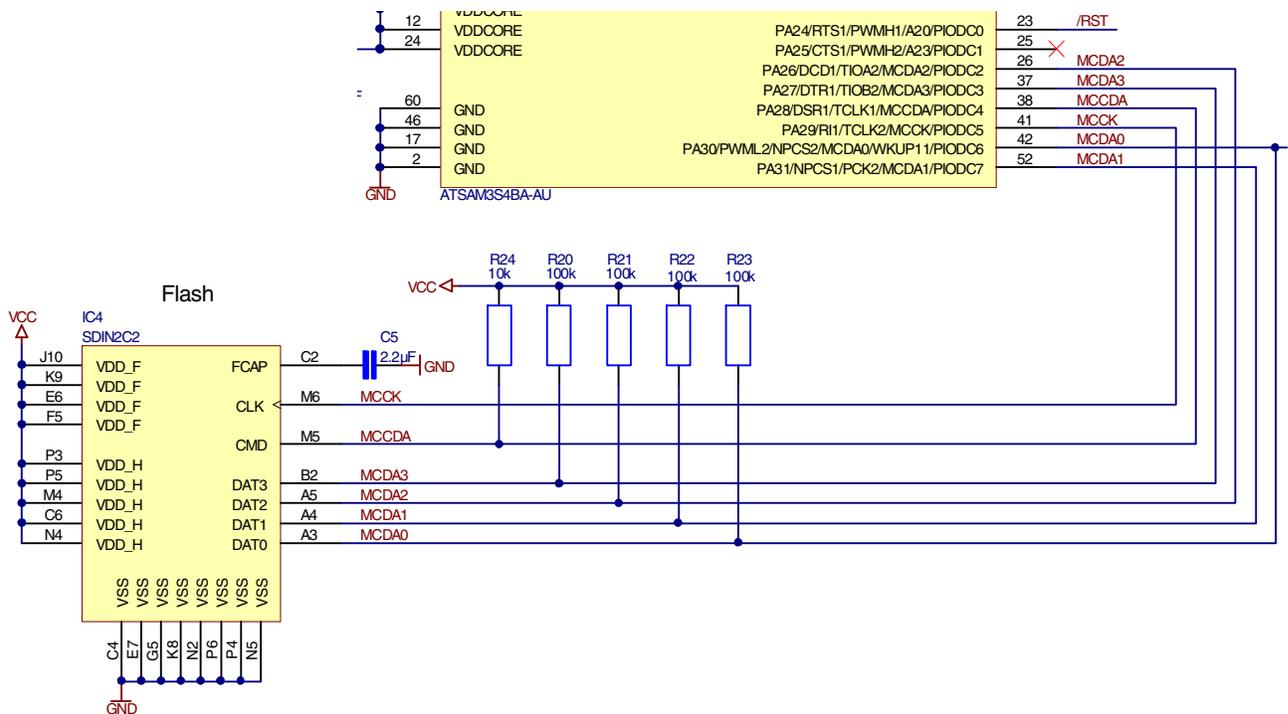 VDDCORE
12 VDDCORE PA24/RTS1/PWMH1/A20/PIODC0 23 /RST
24 VDDCORE PA25/CTS1/PWMH2/A23/PIODC1 25
PA26/DCD1/TIOA2/MCDA2/PIODC2 26 MCDA2
PA27/DTR1/TIOB2/MCDA3/PIODC3 37 MCDA3
60 GND PA28/DSR1/TCLK1/MCCDA/PIODC4 38 MCCDA
46 GND PA29/RI1/TCLK2/MCCK/PIODC5 41 MCCK
17 GND PA30/PWML2/NPCS2/MCDA0/WKUP11/PIODC6 42 MCDA0
2 GND PA31/NPCS1/PCK2/MCDA1/PIODC7 52 MCDA1
GND ATSAM3S4BA-AU
R24 R20 R21 R22 R23
10k 100k 100k 100k 100k
VCC
Flash
VCC IC4
SDIN2C2
C5
2.2µF
GND
J10 VDD_F FCAP C2
K9 VDD_F
E6 VDD_F CLK M6 MCCK
F5 VDD_F
CMD M5 MCCDA
P3 VDD_H
P5 VDD_H DAT3 B2 MCDA3
M4 VDD_H DAT2 A5 MCDA2
C6 VDD_H DAT1 A4 MCDA1
N4 VDD_H DAT0 A3 MCDA0
VSS VSS VSS VSS VSS VSS VSS VSS
C4 E7 G5 K8 N2 P6 P4 N5
GND